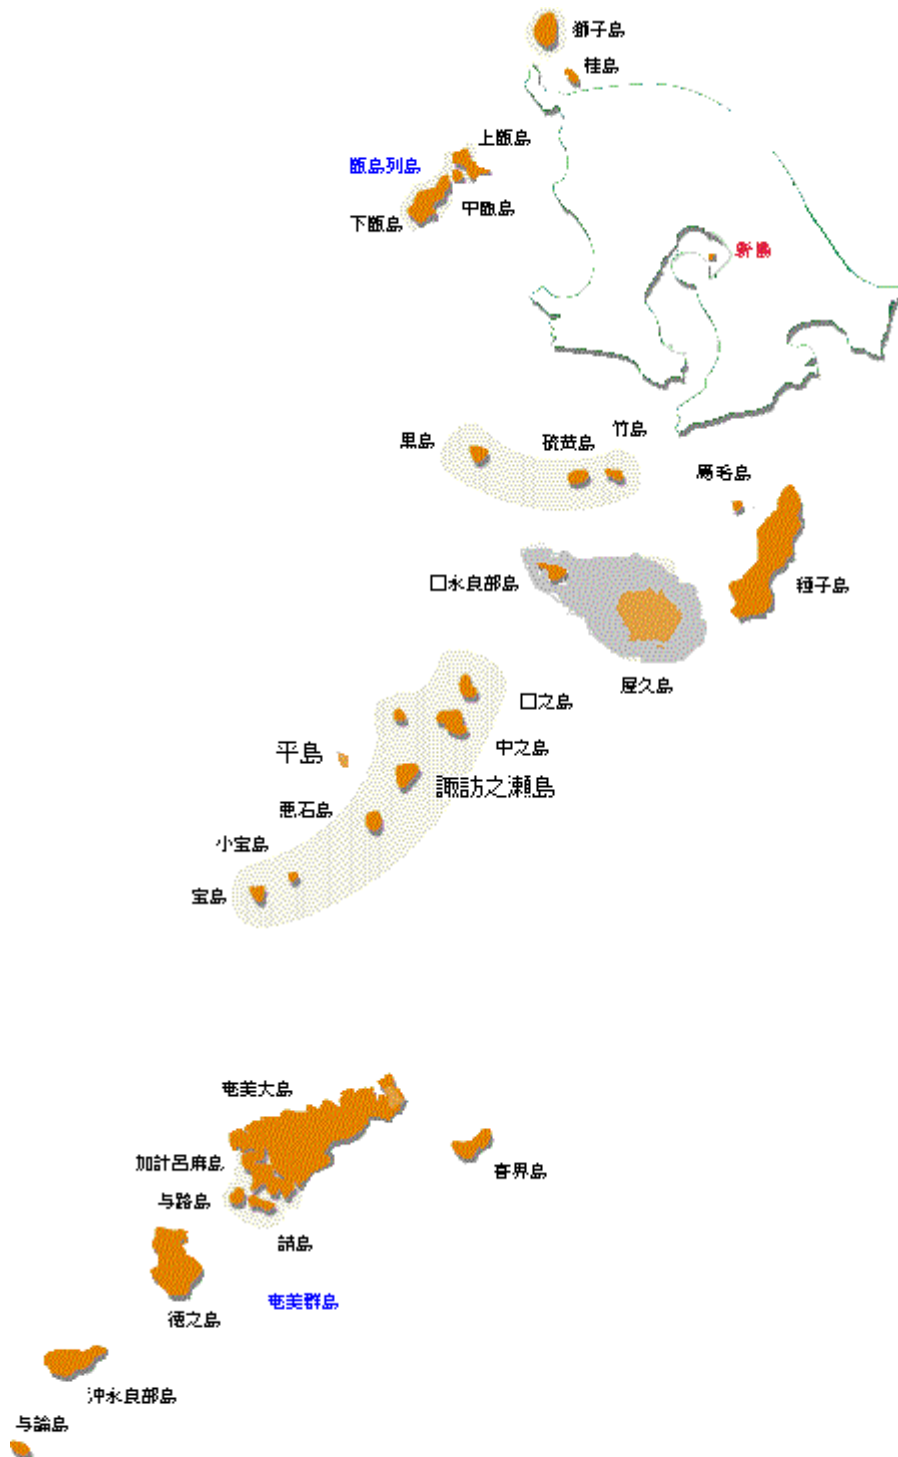 獅子島
桂島
上甑島
甑島列島
中甑島
下甑島
新島
竹島
黒島
硫黄島
馬毛島
口永良部島
種子島
屋久島
口之島
中之島
平島
諏訪之瀬島
悪石島
小宝島
宝島
奄美大島
加計呂麻島
喜界島
与路島
請島
奄美群島
徳之島
沖永良部島
与論島